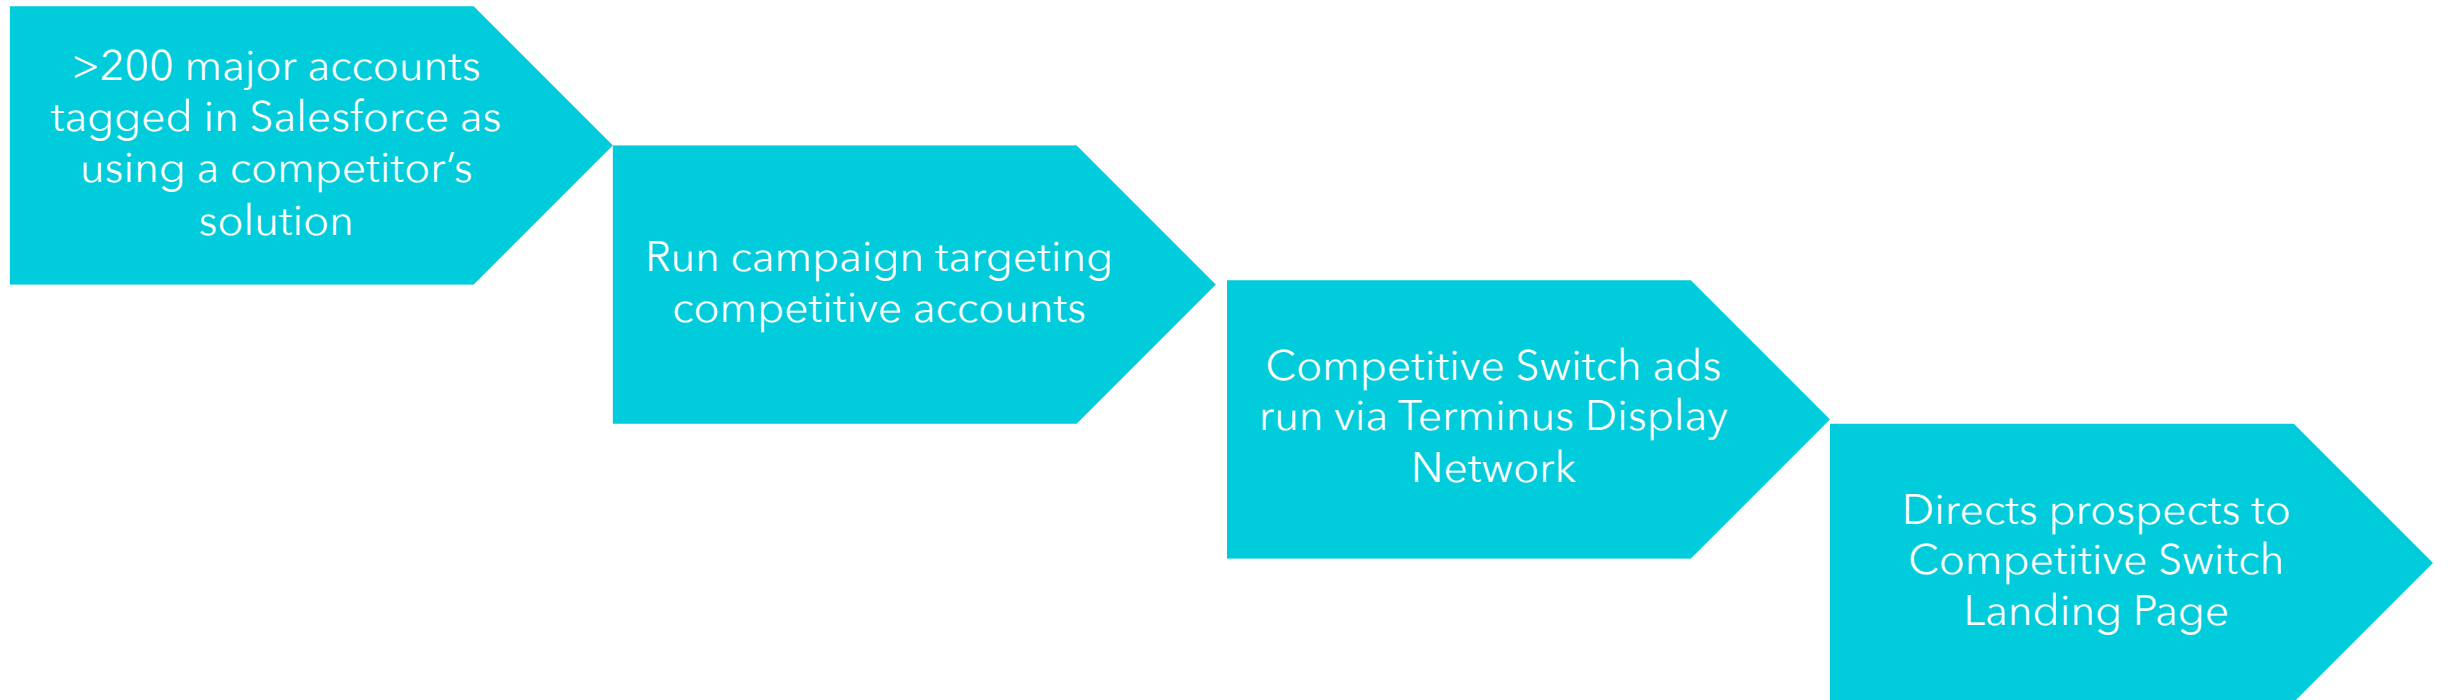 >200 major accounts
tagged in Salesforce as
using a competitor’s
solution
Run campaign targeting
competitive accounts
Competitive Switch ads
run via Terminus Display
Network
Directs prospects to
Competitive Switch
Landing Page